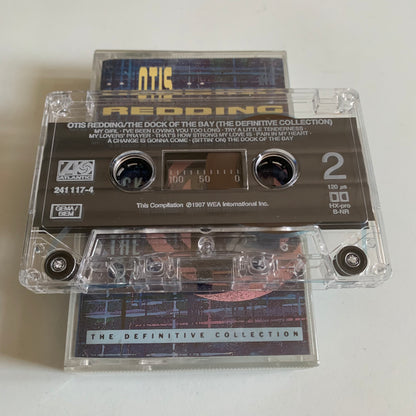 OTIS
REDDING
OTIS REDDING/THE DOCK OF THE BAY (THE DEFINITIVE COLLECTION)
MY GIRL · I'VE BEEN LOVING YOU TOO LONG · TRY A LITTLE TENDERNESS ·
MY LOVERS' PRAYER · THAT'S HOW STRONG MY LOVE IS · PAIN IN MY HEART ·
A CHANGE IS GONNA COME · (SITTIN' ON) THE DOCK OF THE BAY
ATLANTIC
241 117-4
GEMA/
BIEM
100 50 0
2
120 µs
HX-pro
B-NR
This Compilation ℗1987 WEA International Inc.
THE
THE DEFINITIVE COLLECTION